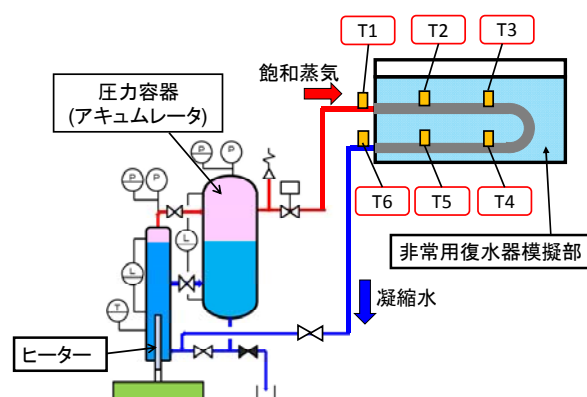 T1
T2
T3
飽和蒸気
圧力容器
(アキュムレータ)
T6
T5
T4
非常用復水器模擬部
凝縮水
ヒーター
P
P
P
P
L
L
T